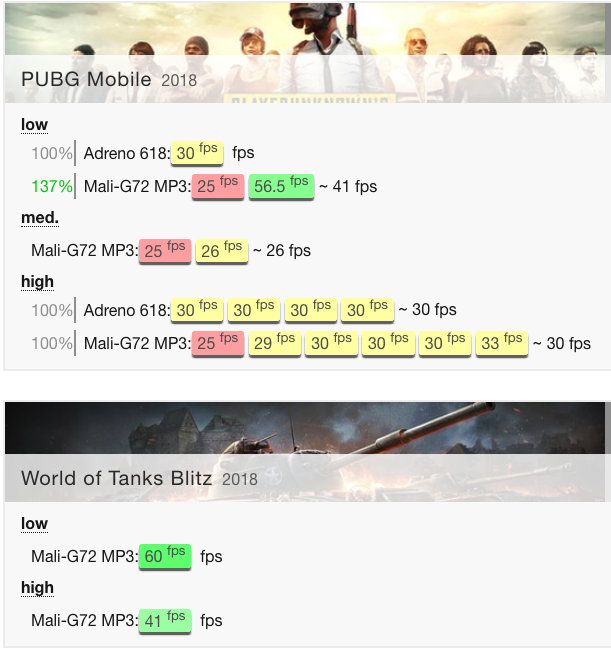 PUBG Mobile 2018
low
100% Adreno 618: 30 fps fps
137% Mali-G72 MP3: 25 fps 56.5 fps ~ 41 fps
med.
Mali-G72 MP3: 25 fps 26 fps ~ 26 fps
high
100% Adreno 618: 30 fps 30 fps 30 fps 30 fps ~ 30 fps
100% Mali-G72 MP3: 25 fps 29 fps 30 fps 30 fps 30 fps 33 fps ~ 30 fps
World of Tanks Blitz 2018
low
Mali-G72 MP3: 60 fps fps
high
Mali-G72 MP3: 41 fps fps